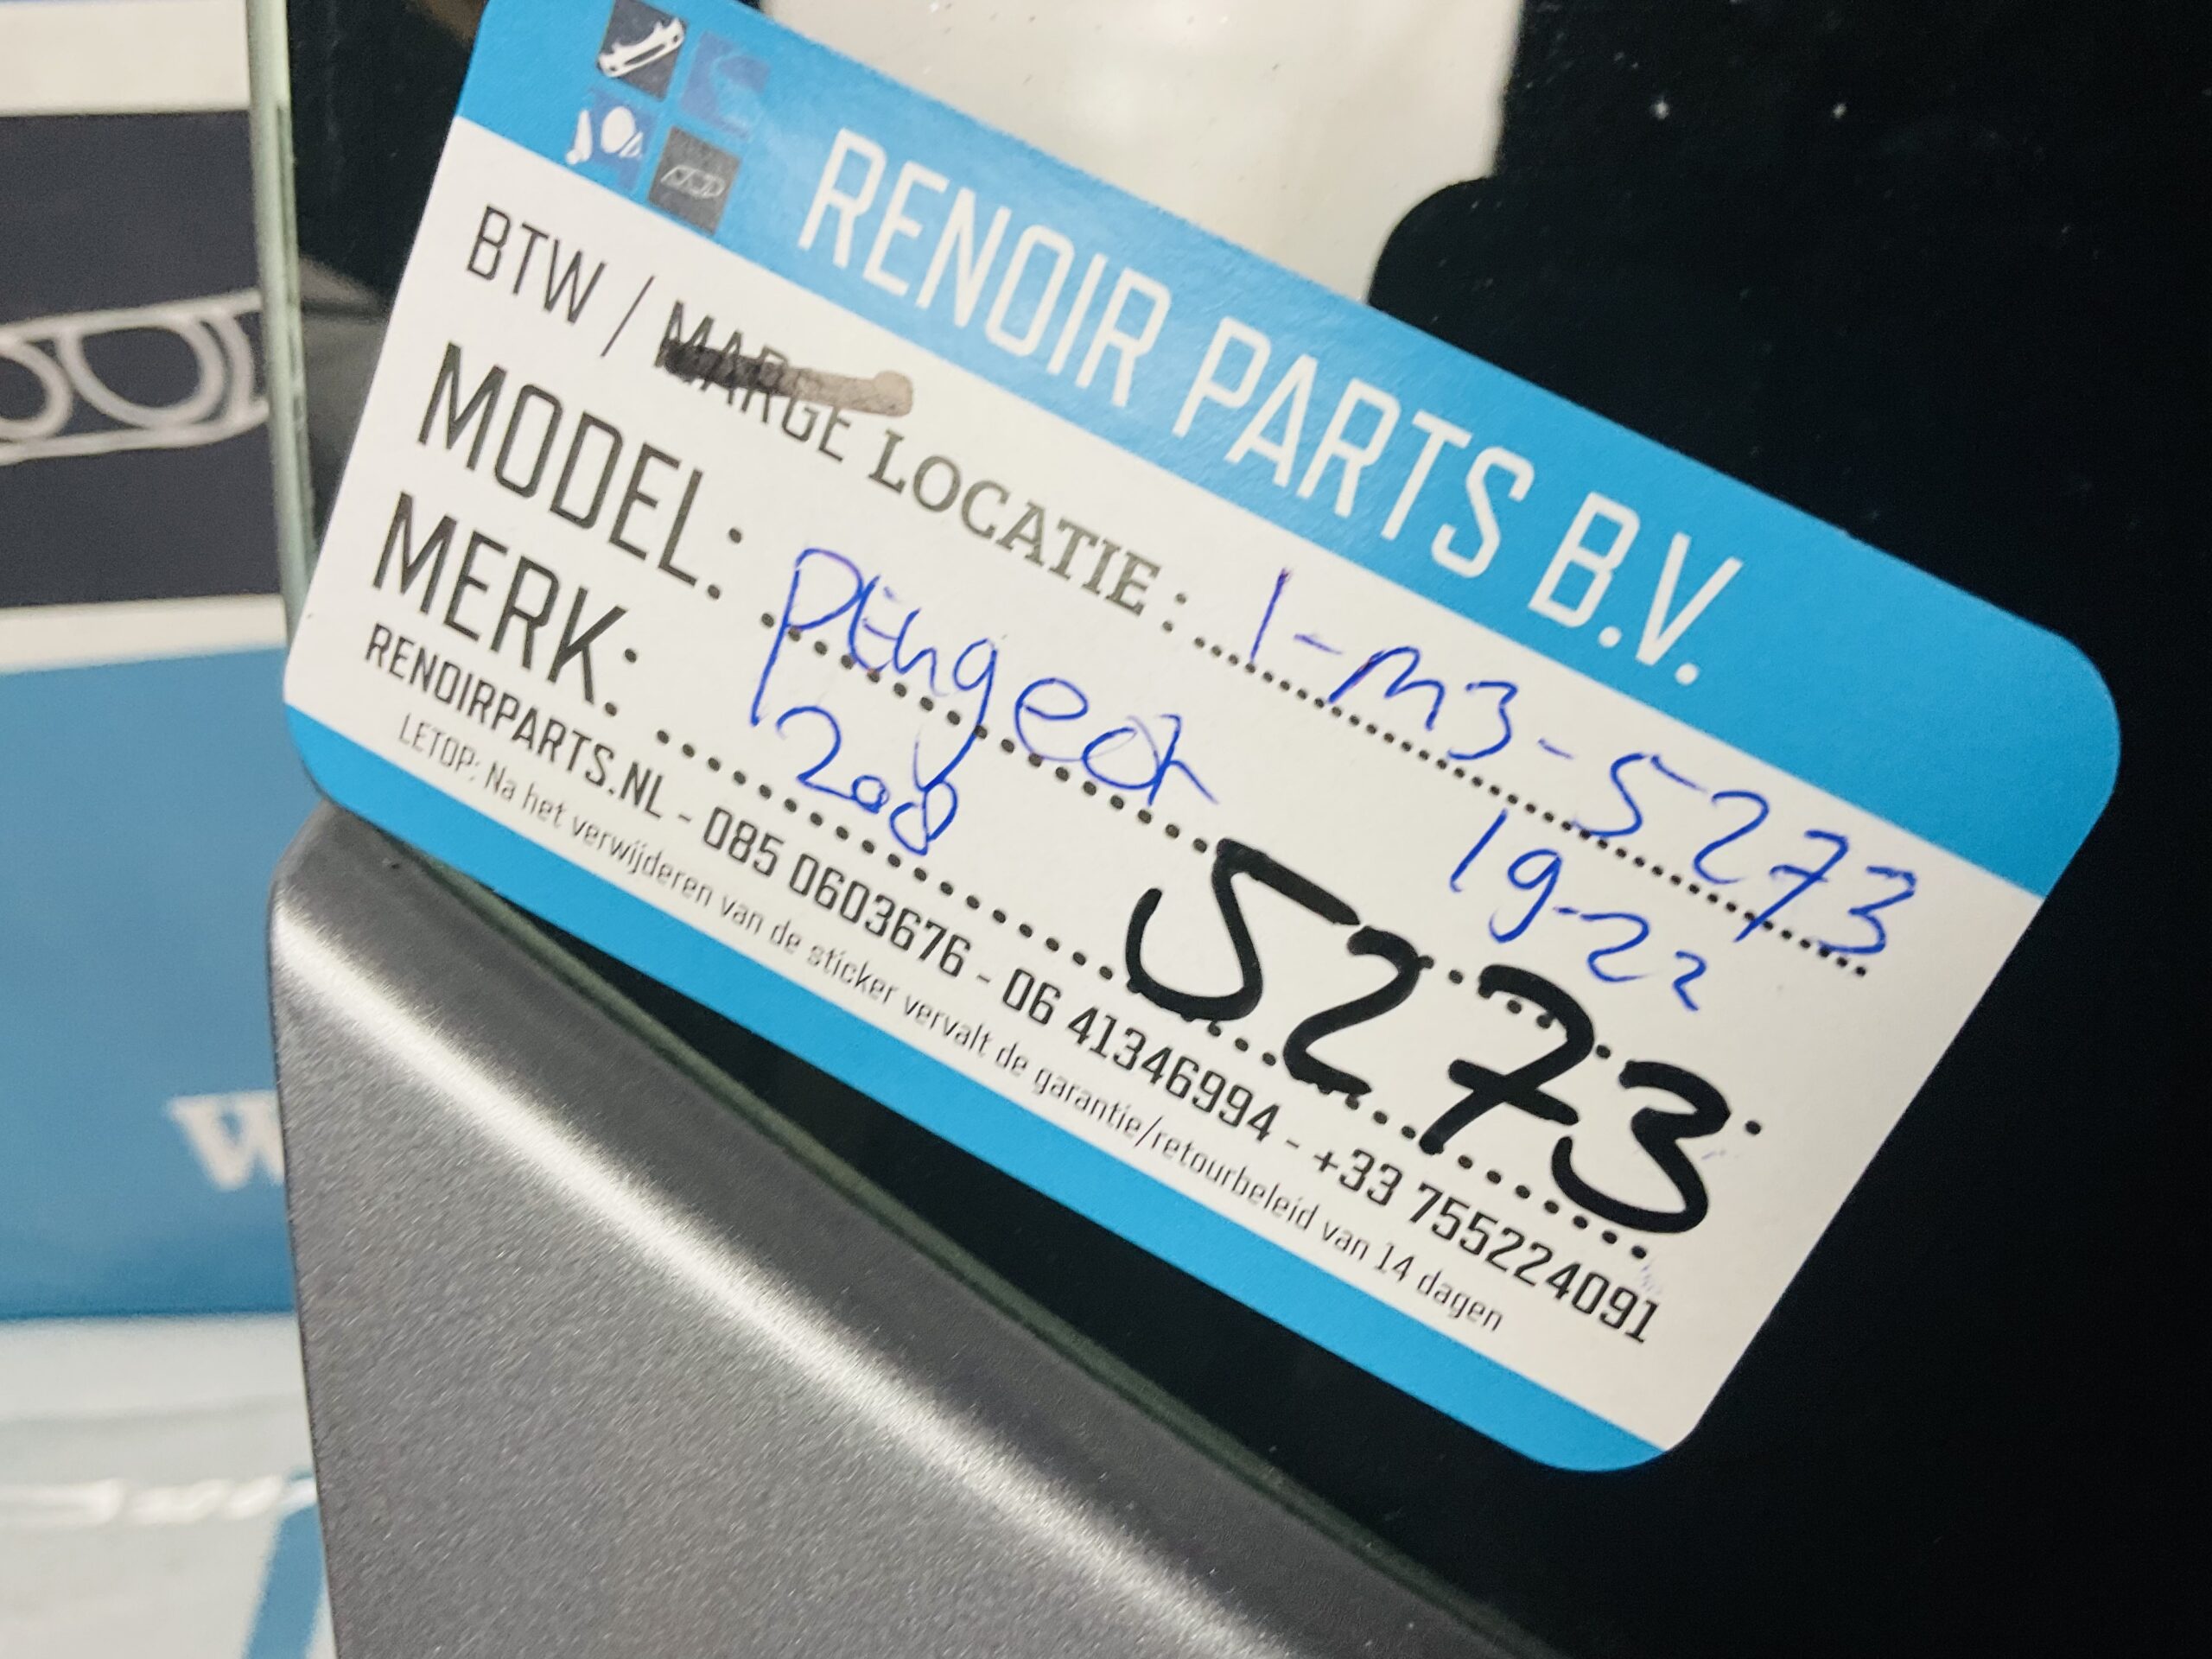 RENOIR PARTS B.V.
BTW / MARGE LOCATIE : 1-M3-5273
19-22
MODEL: Peugeot
MERK: 208
5273
RENOIRPARTS.NL - 085 0603676 - 06 41346994 - +33 755224091
LETOP: Na het verwijderen van de sticker vervalt de garantie/retourbeleid van 14 dagen
W